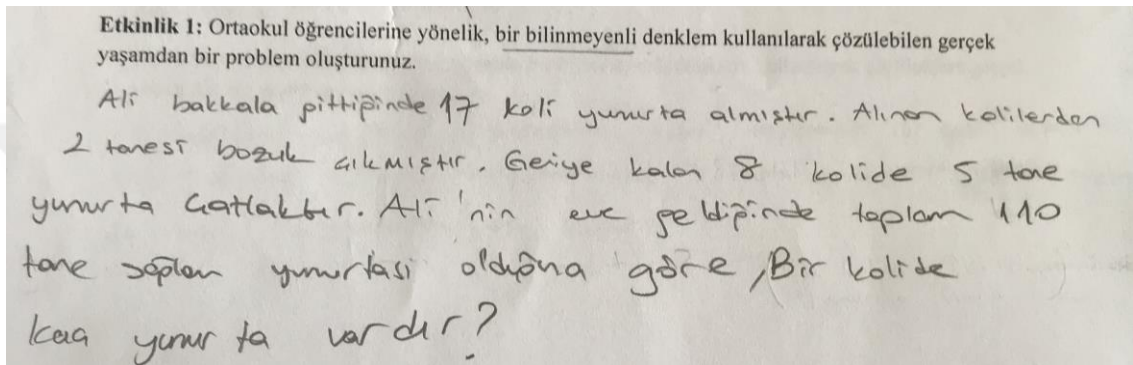 Etkinlik 1: Ortaokul öğrencilerine yönelik, bir bilinmeyenli denklem kullanılarak çözülebilen gerçek
yaşamdan bir problem oluşturunuz.
Ali bakkala gittiğinde 17 koli yumurta almıştır. Alınan kolilerden
2 tanesi bozuk çıkmıştır. Geriye kalan 8 kolide 5 tane
yumurta çatlaktır. Ali'nin eve geldiğinde toplam 110
tane sağlam yumurtası olduğuna göre, Bir kolide
kaç yumurta vardır?